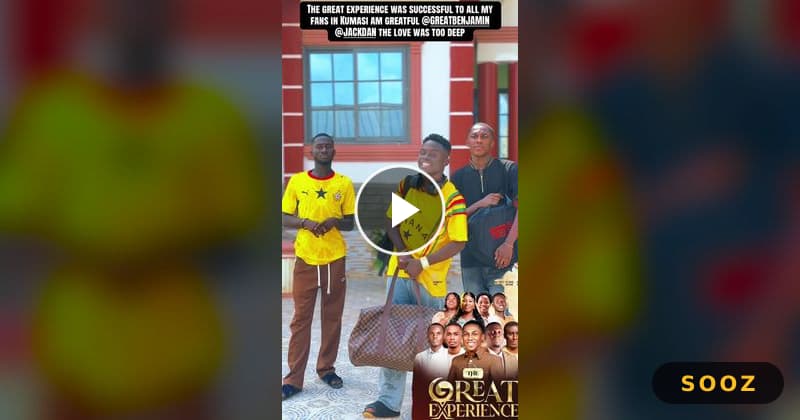 The great experience was successful to all my
fans in Kumasi am greatful @GREATBENJAMIN
@JACKDAN the love was too deep
THE
GREAT
EXPERIENCE
SOOZ